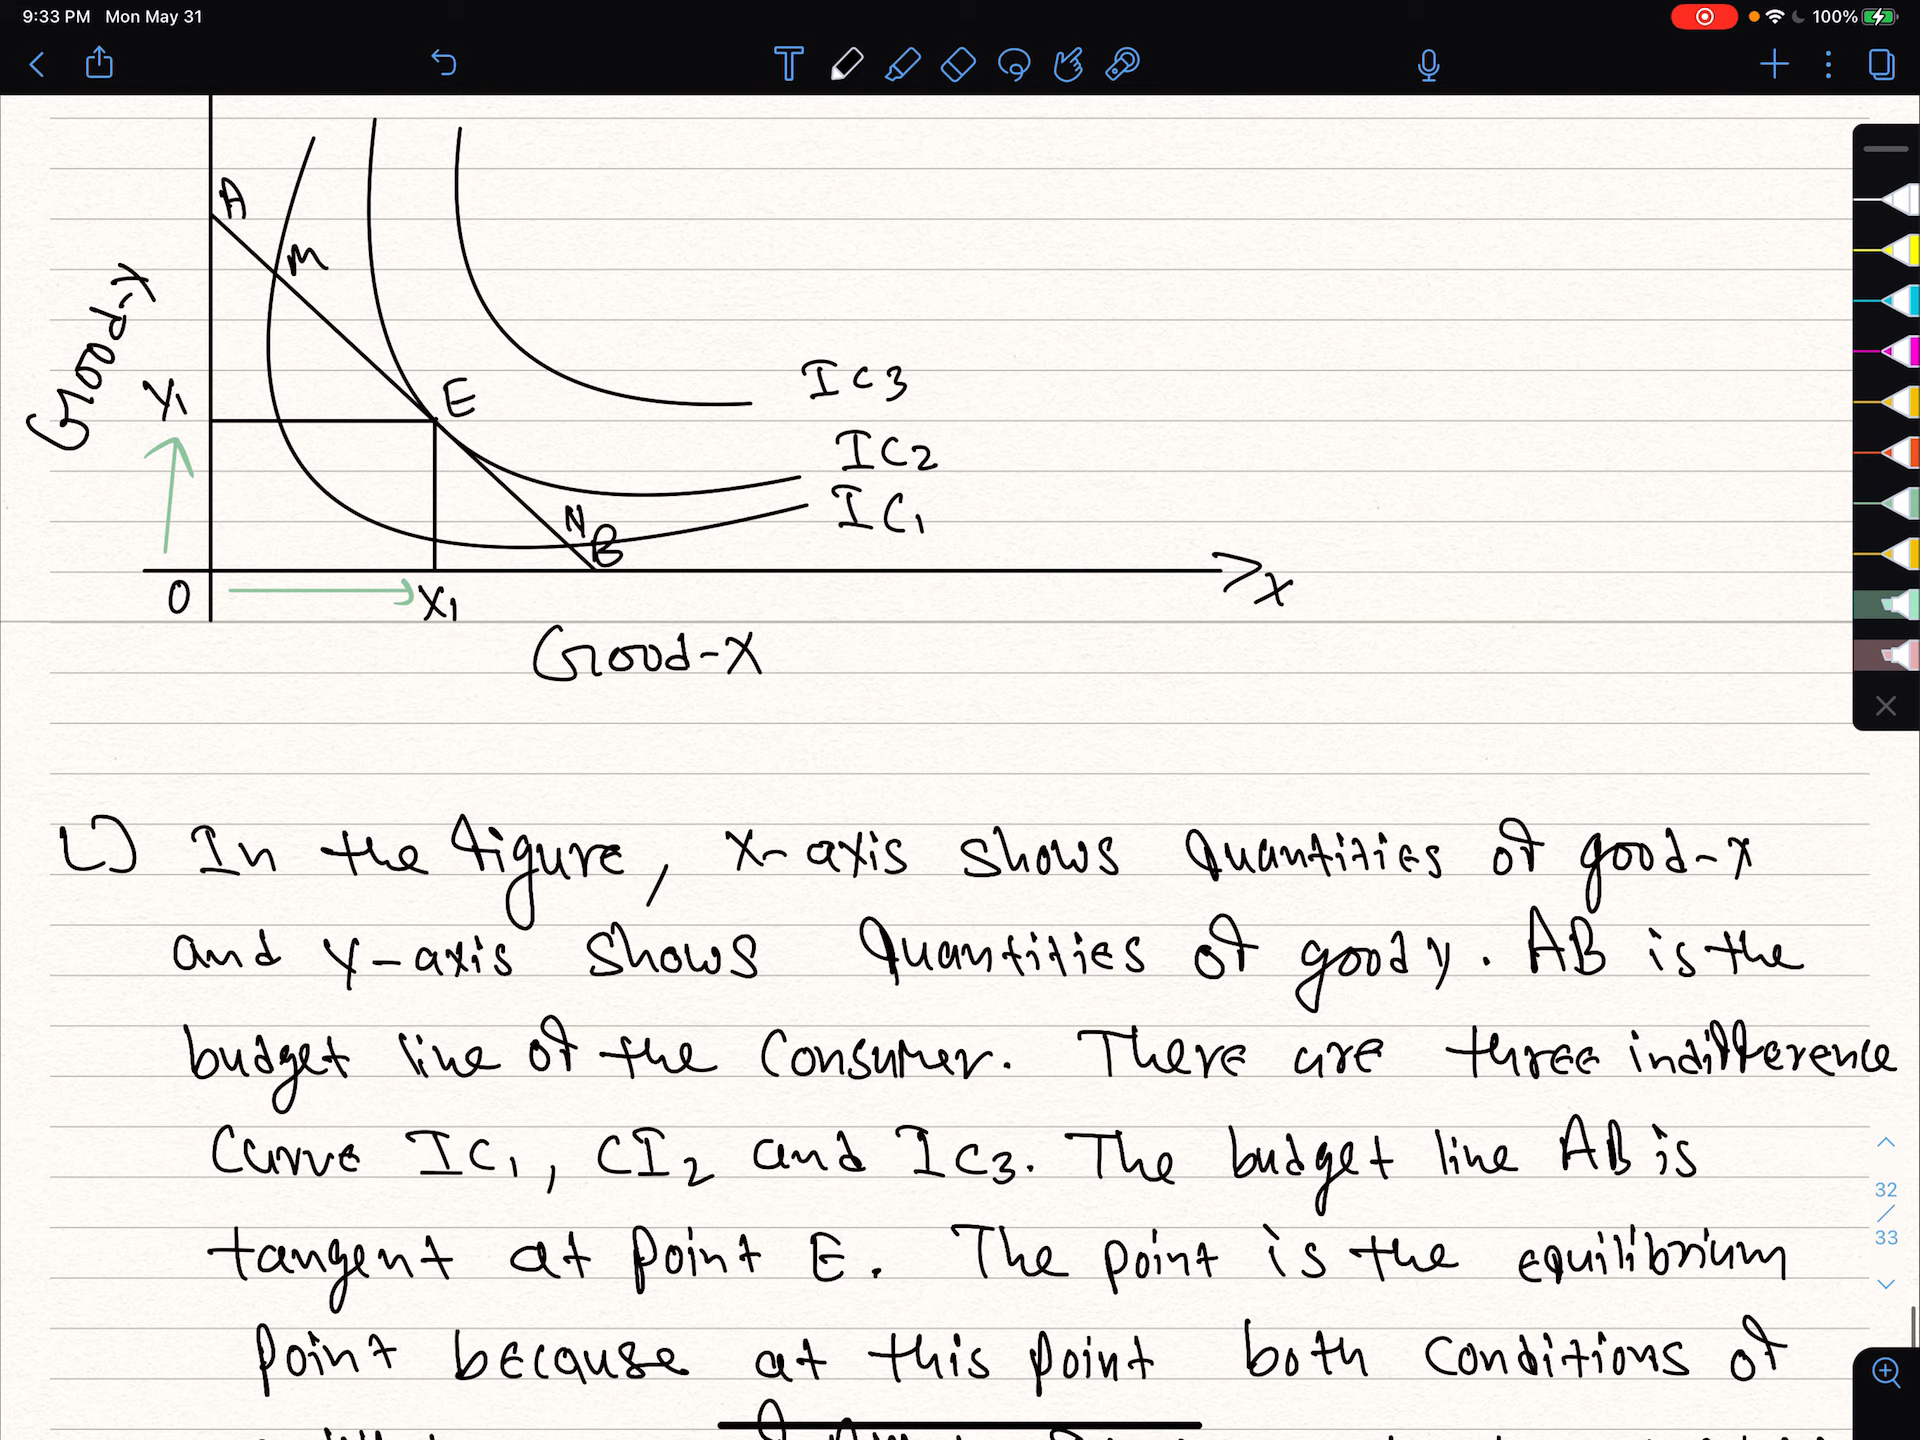 9:33 PM Mon May 31
100%
A
M
Good-Y
Y1
E
IC3
IC2
IC1
N
B
O
X1
X
Good-X
In the figure, X-axis shows Quantities of good-x
and Y-axis shows Quantities of good y. AB is the
budget line of the Consumer. There are three indifference
Curve IC1, CI2 and IC3. The budget line AB is
tangent at point E. The point is the equilibrium
32
/
33
point because at this point both conditions of